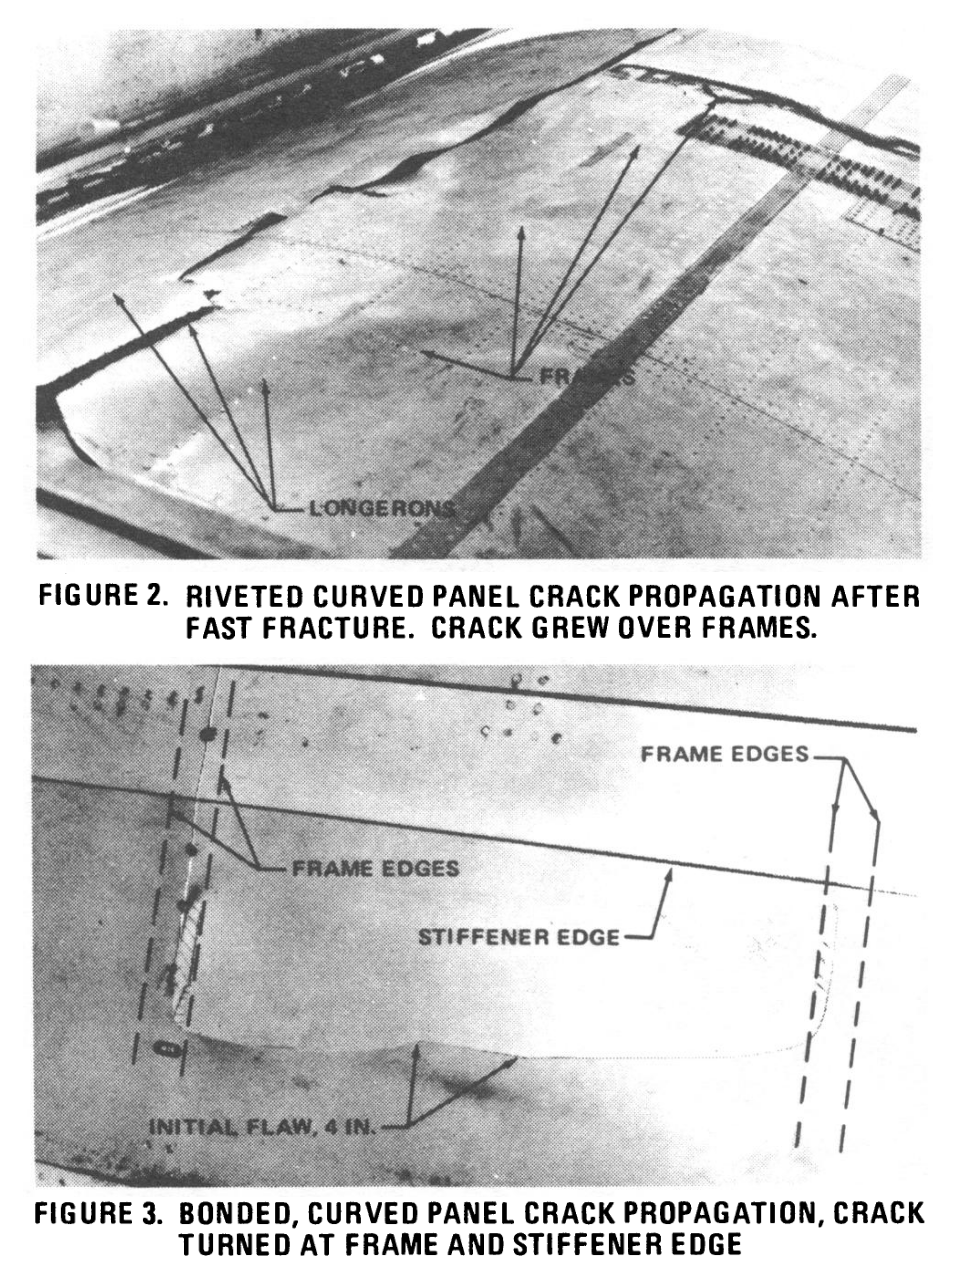 FRAMES
LONGERONS
FIGURE 2. RIVETED CURVED PANEL CRACK PROPAGATION AFTER
FAST FRACTURE. CRACK GREW OVER FRAMES.
FRAME EDGES
FRAME EDGES
STIFFENER EDGE
INITIAL FLAW, 4 IN.
FIGURE 3. BONDED, CURVED PANEL CRACK PROPAGATION, CRACK
TURNED AT FRAME AND STIFFENER EDGE